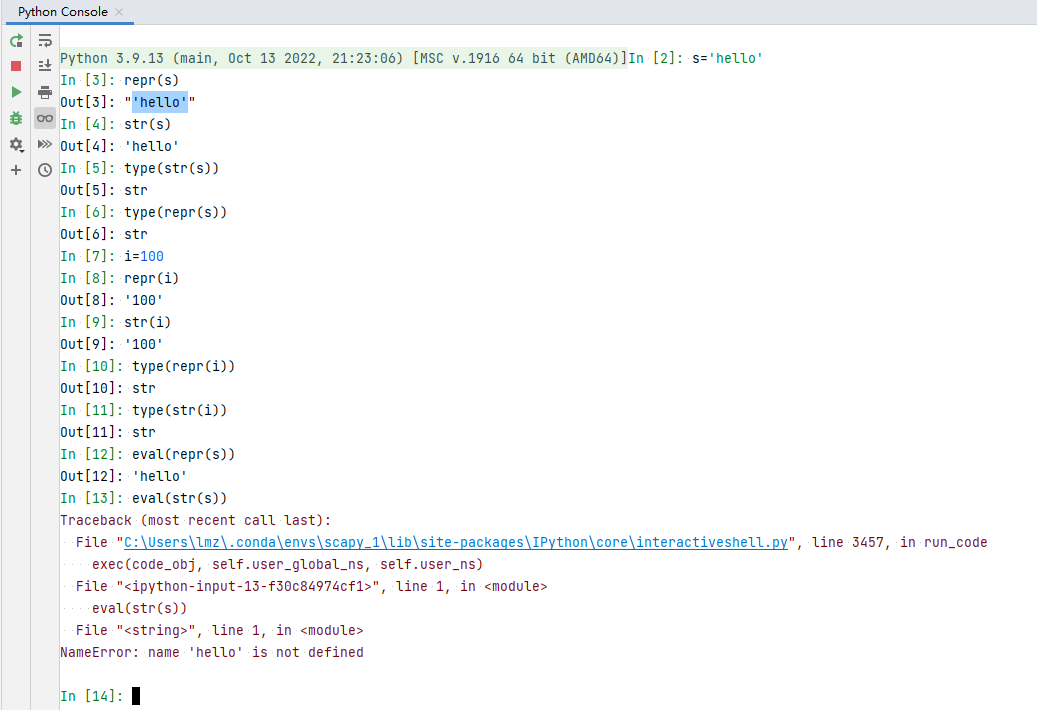 Python Console
Python 3.9.13 (main, Oct 13 2022, 21:23:06) [MSC v.1916 64 bit (AMD64)]In [2]: s='hello'
In [3]: repr(s)
Out[3]: "'hello'"
In [4]: str(s)
Out[4]: 'hello'
In [5]: type(str(s))
Out[5]: str
In [6]: type(repr(s))
Out[6]: str
In [7]: i=100
In [8]: repr(i)
Out[8]: '100'
In [9]: str(i)
Out[9]: '100'
In [10]: type(repr(i))
Out[10]: str
In [11]: type(str(i))
Out[11]: str
In [12]: eval(repr(s))
Out[12]: 'hello'
In [13]: eval(str(s))
Traceback (most recent call last):
  File "C:\Users\lmz\.conda\envs\scapy_1\lib\site-packages\IPython\core\interactiveshell.py", line 3457, in run_code
    exec(code_obj, self.user_global_ns, self.user_ns)
  File "<ipython-input-13-f30c84974cf1>", line 1, in <module>
    eval(str(s))
  File "<string>", line 1, in <module>
NameError: name 'hello' is not defined
In [14]: